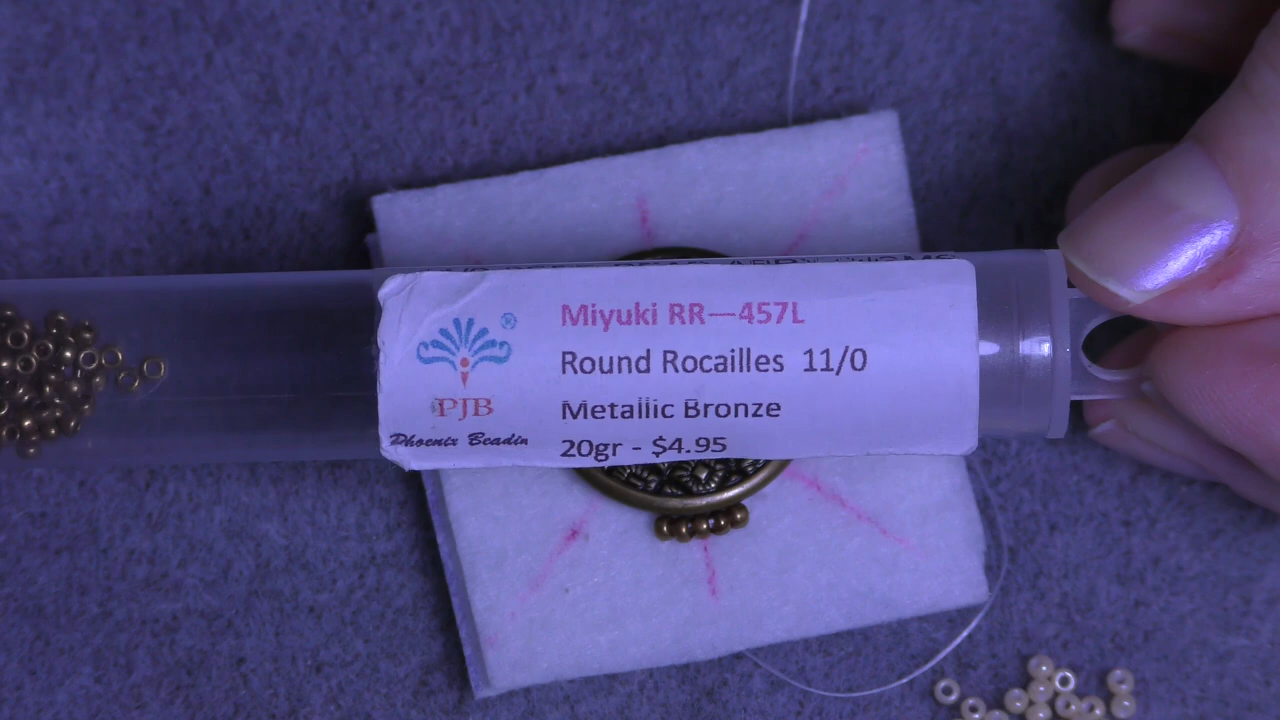 Miyuki RR—457L
Round Rocailles 11/0
Metallic Bronze
20gr - $4.95
®
PJB
Phoenix Beadin